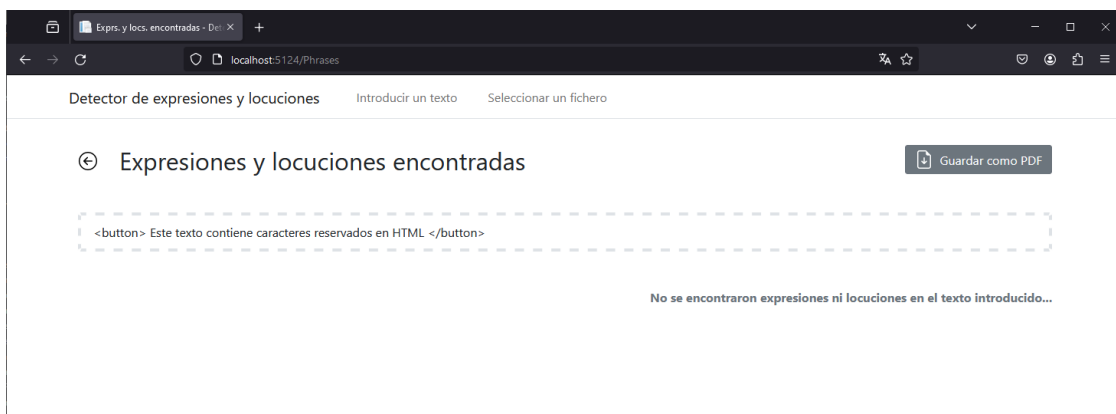 Exprs. y locs. encontradas - Det
localhost:5124/Phrases
Detector de expresiones y locuciones Introducir un texto Seleccionar un fichero
Expresiones y locuciones encontradas Guardar como PDF
<button> Este texto contiene caracteres reservados en HTML </button>
No se encontraron expresiones ni locuciones en el texto introducido...